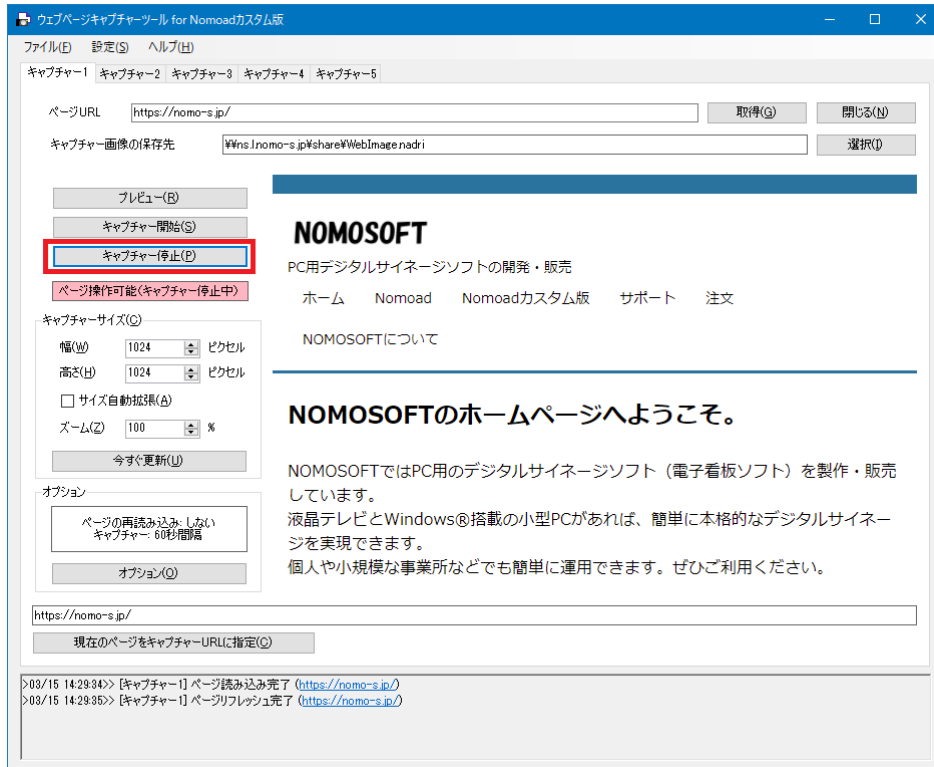 ウェブページキャプチャーツール for Nomoadカスタム版
ファイル(F) 設定(S) ヘルプ(H)
キャプチャー1 キャプチャー2 キャプチャー3 キャプチャー4 キャプチャー5
ページURL https://nomo-s.jp/ 取得(G) 閉じる(N)
キャプチャー画像の保存先 ¥¥ns.l.nomo-s.jp¥share¥WebImage.nadri 選択(I)
プレビュー(R)
キャプチャー開始(S)
キャプチャー停止(P)
ページ操作可能(キャプチャー停止中)
キャプチャーサイズ(C)
幅(W) 1024 ピクセル
高さ(H) 1024 ピクセル
サイズ自動拡張(A)
ズーム(Z) 100 %
今すぐ更新(U)
オプション
ページの再読み込み: しない
キャプチャー: 60秒間隔
オプション(O)
NOMOSOFT
PC用デジタルサイネージソフトの開発・販売
ホーム Nomoad Nomoadカスタム版 サポート 注文
NOMOSOFTについて
NOMOSOFTのホームページへようこそ。
NOMOSOFTではPC用のデジタルサイネージソフト（電子看板ソフト）を製作・販売
しています。
液晶テレビとWindows®搭載の小型PCがあれば、簡単に本格的なデジタルサイネー
ジを実現できます。
個人や小規模な事業所などでも簡単に運用できます。ぜひご利用ください。
https://nomo-s.jp/
現在のページをキャプチャーURLに指定(C)
>03/15 14:29:34>> [キャプチャー1] ページ読み込み完了 (https://nomo-s.jp/)
>03/15 14:29:35>> [キャプチャー1] ページリフレッシュ完了 (https://nomo-s.jp/)